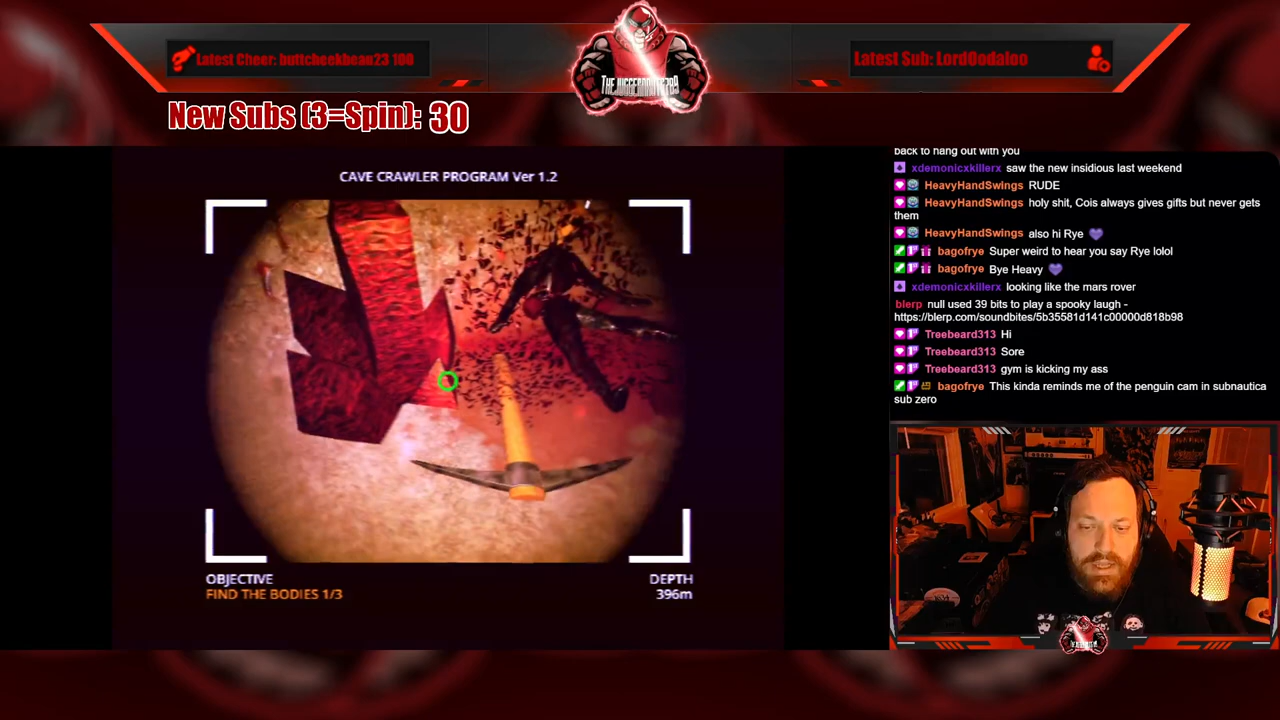 Latest Cheer: buttcheekbeau23 100
Latest Sub: LordOodaloo
THEJUGGERNAUTS789
New Subs (3=Spin): 30
CAVE CRAWLER PROGRAM Ver 1.2
OBJECTIVE
FIND THE BODIES 1/3
DEPTH
396m
back to hang out with you
xdemonicxkillerx saw the new insidious last weekend
HeavyHandSwings RUDE
HeavyHandSwings holy shit, Cois always gives gifts but never gets
them
HeavyHandSwings also hi Rye
bagofrye Super weird to hear you say Rye lolol
bagofrye Bye Heavy
xdemonicxkillerx looking like the mars rover
blerp null used 39 bits to play a spooky laugh -
https://blerp.com/soundbites/5b35581d141c00000d818b98
Treebeard313 Hi
Treebeard313 Sore
Treebeard313 gym is kicking my ass
bagofrye This kinda reminds me of the penguin cam in subnautica
sub zero